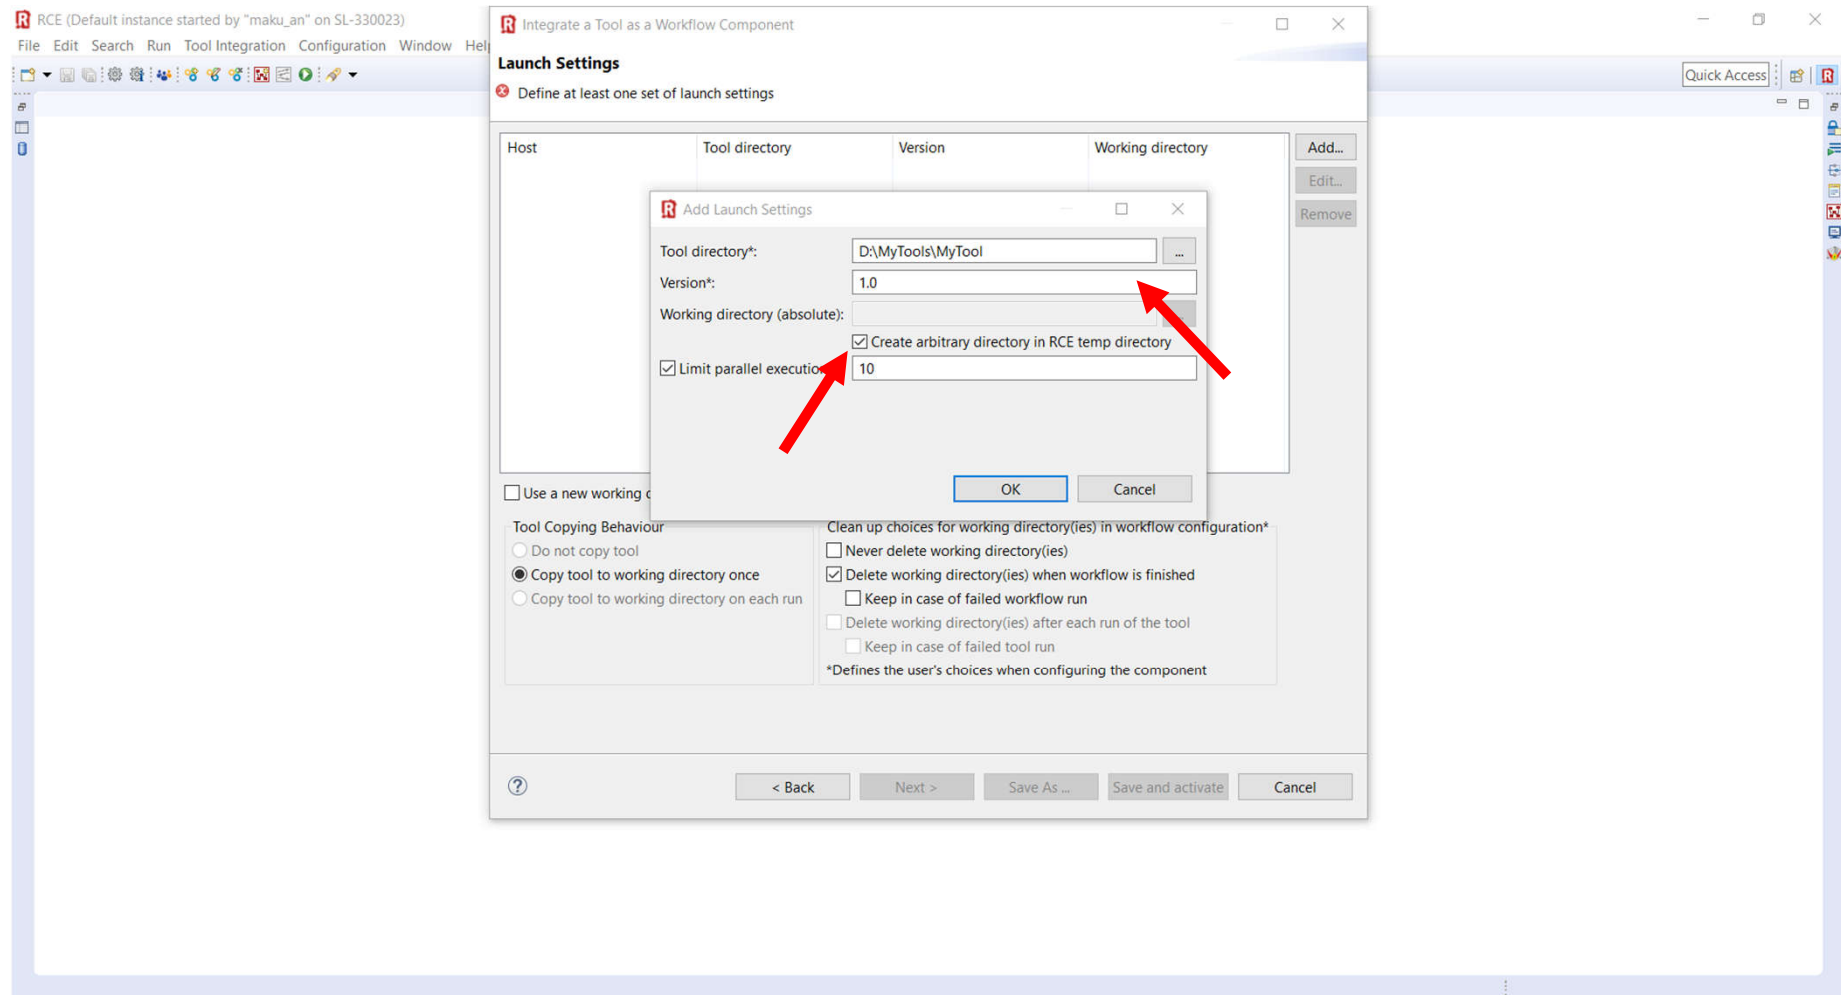 RCE (Default instance started by "maku_an" on SL-330023)
File Edit Search Run Tool Integration Configuration Window Hel
Quick Access
Integrate a Tool as a Workflow Component
Launch Settings
Define at least one set of launch settings
Host Tool directory Version Working directory
Add...
Edit...
Remove
Add Launch Settings
Tool directory*: D:\MyTools\MyTool ...
Version*: 1.0
Working directory (absolute):
Create arbitrary directory in RCE temp directory
Limit parallel 10
OK Cancel
Use a new working
Tool Copying Behaviour
Do not copy tool
Copy tool to working directory once
Copy tool to working directory on each run
Clean up choices for working directory(ies) in workflow configuration*
Never delete working directory(ies)
Delete working directory(ies) when workflow is finished
Keep in case of failed workflow run
Delete working directory(ies) after each run of the tool
Keep in case of failed tool run
*Defines the user's choices when configuring the component
< Back Next > Save As ... Save and activate Cancel